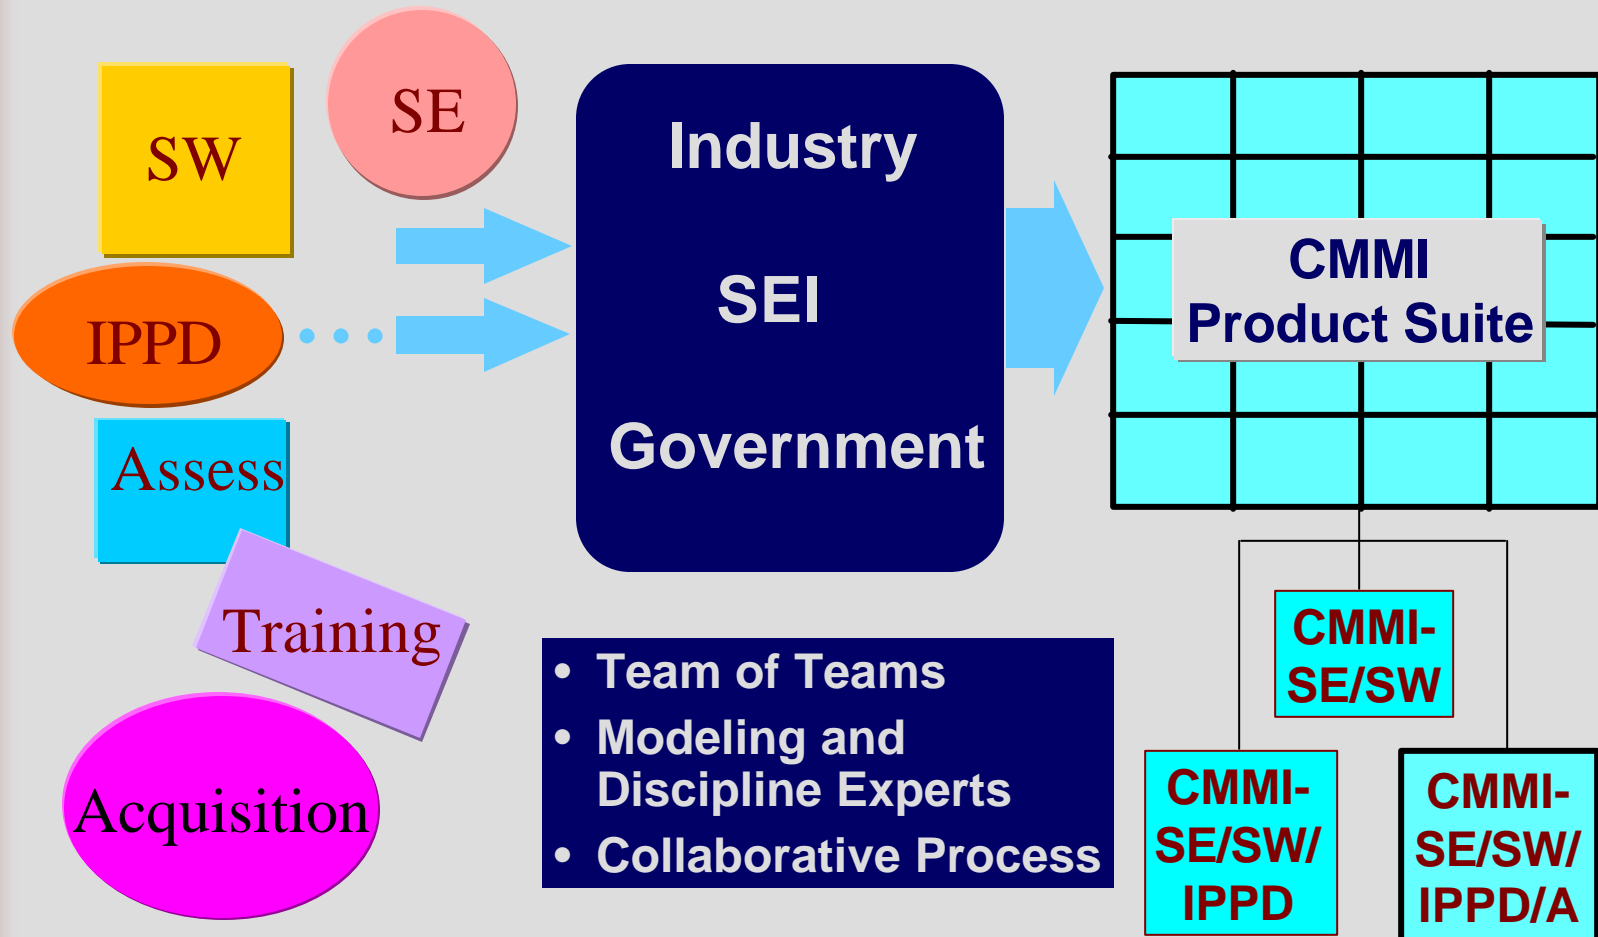 SW
SE
IPPD
Assess
Training
Acquisition
Industry
SEI
Government
• Team of Teams
• Modeling and
Discipline Experts
• Collaborative Process
CMMI
Product Suite
CMMI-
SE/SW
CMMI-
SE/SW/
IPPD
CMMI-
SE/SW/
IPPD/A